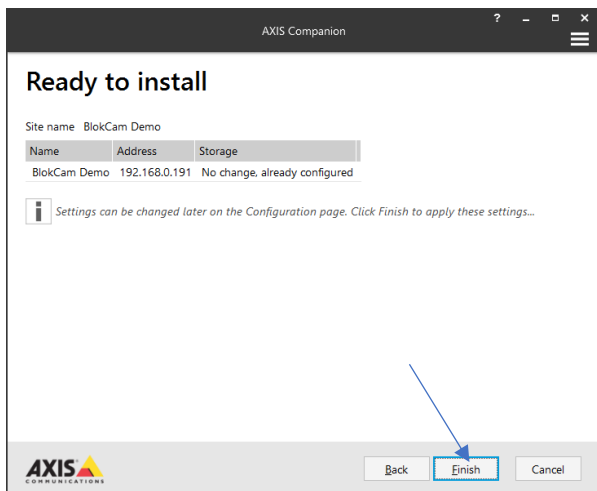 AXIS Companion
? _ □ ×
Ready to install
Site name BlokCam Demo
Name Address Storage
BlokCam Demo 192.168.0.191 No change, already configured
i Settings can be changed later on the Configuration page. Click Finish to apply these settings...
AXIS
COMMUNICATIONS
Back Finish Cancel